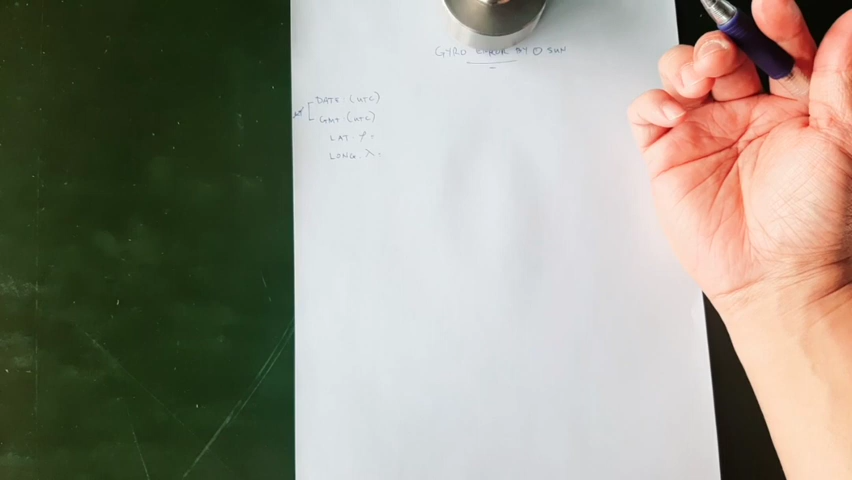 GYRO ERROR BY ⊙ SUN
DATE: (UTC)
GMT: (UTC)
LAT. φ.
LONG. λ.